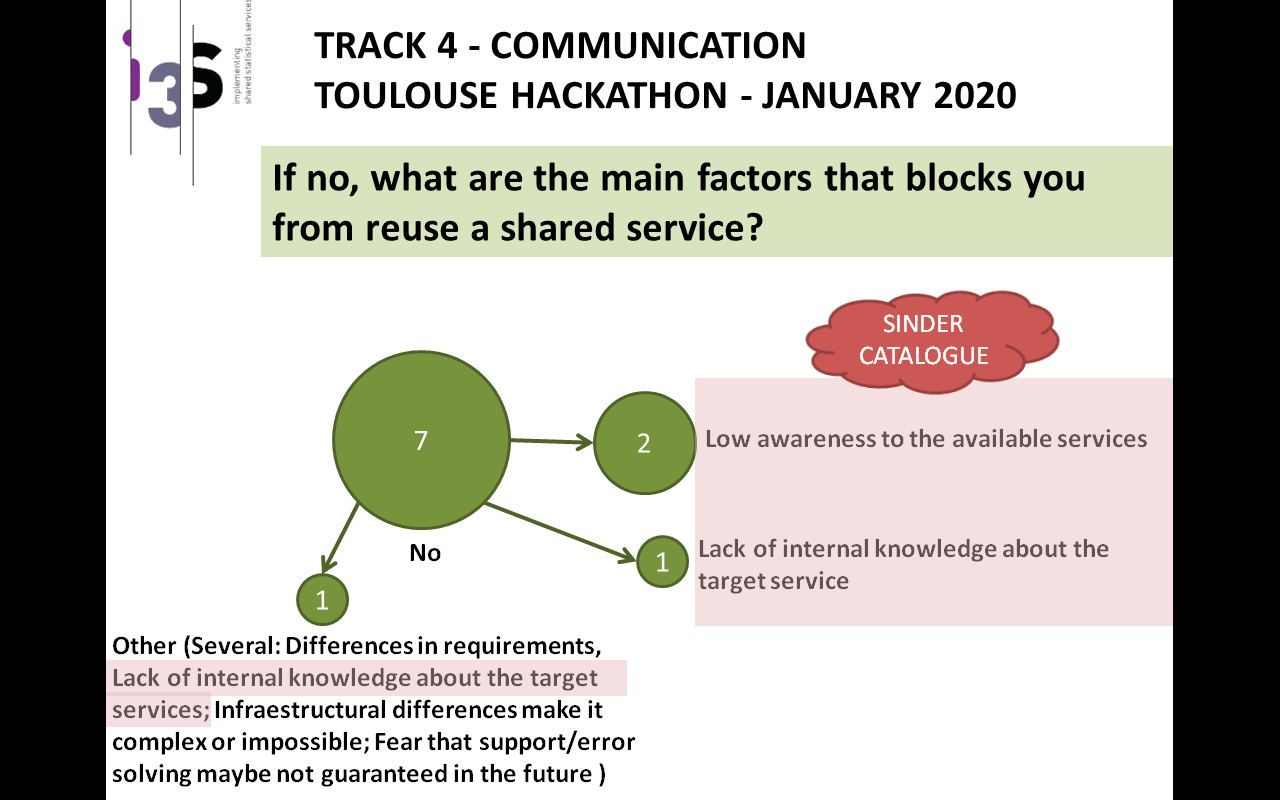 i3S
implementing
shared statistical services
TRACK 4 - COMMUNICATION
TOULOUSE HACKATHON - JANUARY 2020
If no, what are the main factors that blocks you
from reuse a shared service?
SINDER
CATALOGUE
7
2
Low awareness to the available services
No
1
Lack of internal knowledge about the
target service
1
Other (Several: Differences in requirements,
Lack of internal knowledge about the target
services; Infraestructural differences make it
complex or impossible; Fear that support/error
solving maybe not guaranteed in the future )